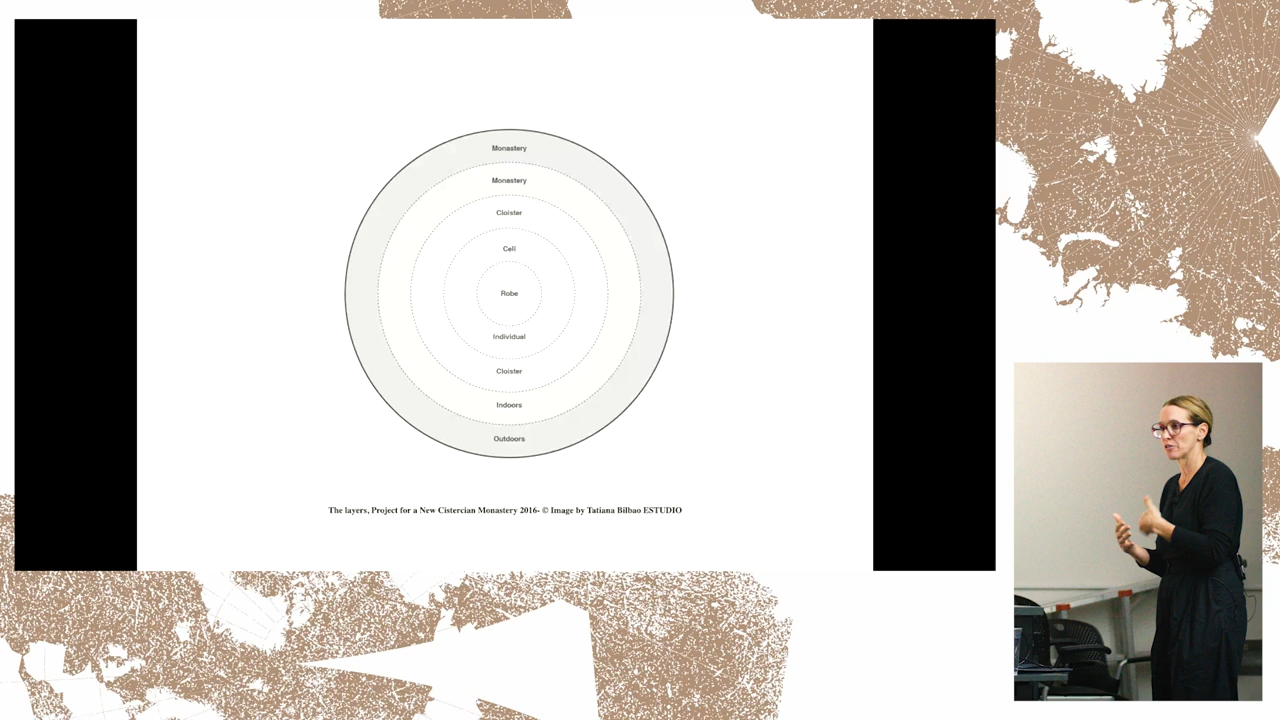 Monastery
Monastery
Cloister
Cell
Robe
Individual
Cloister
Indoors
Outdoors
The layers, Project for a New Cistercian Monastery 2016- © Image by Tatiana Bilbao ESTUDIO